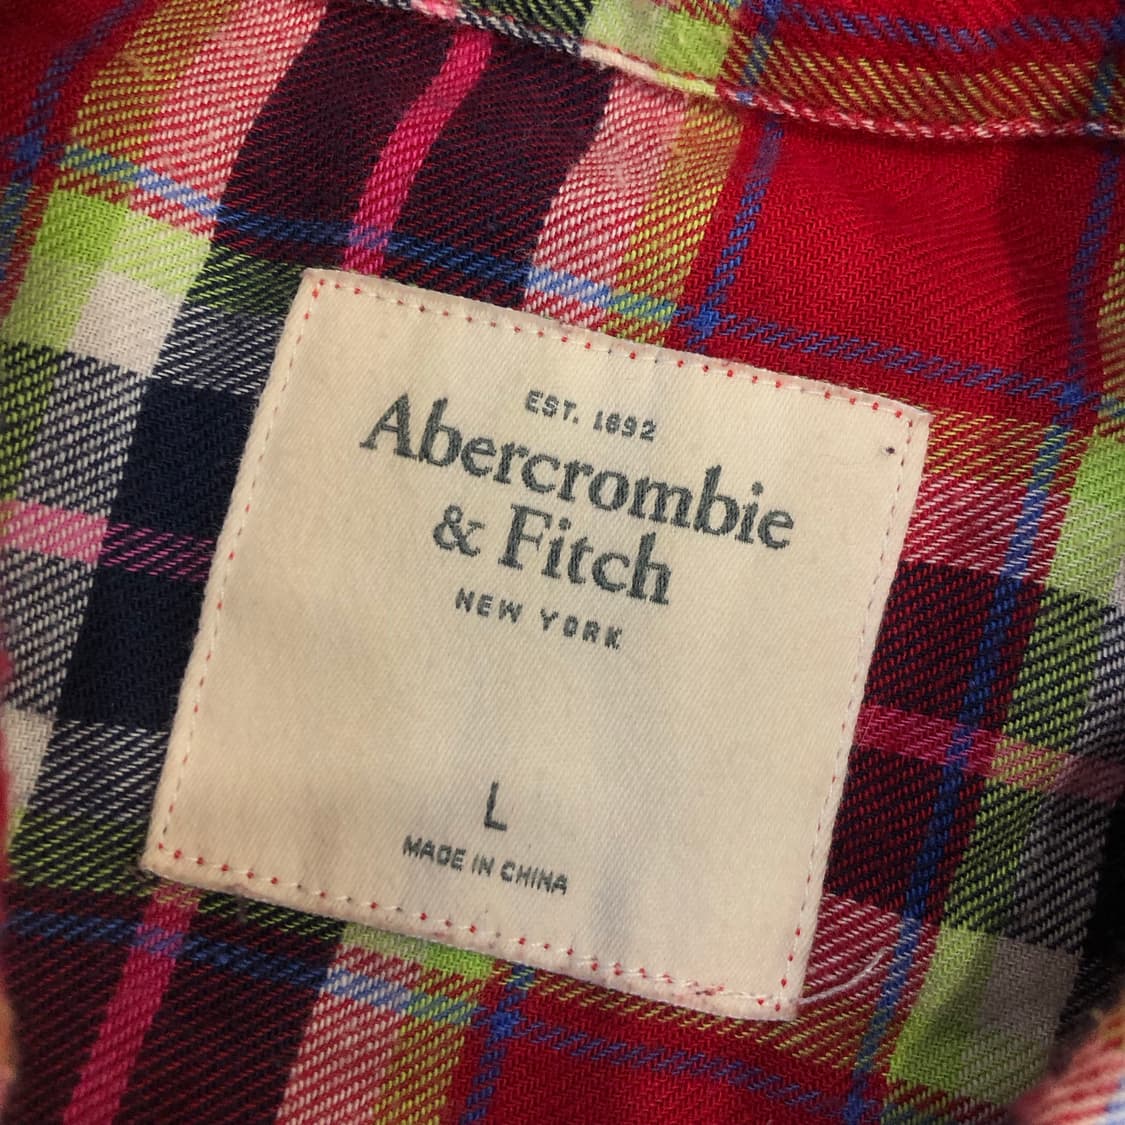 EST. 1892
Abercrombie
& Fitch
NEW YORK
L
MADE IN CHINA